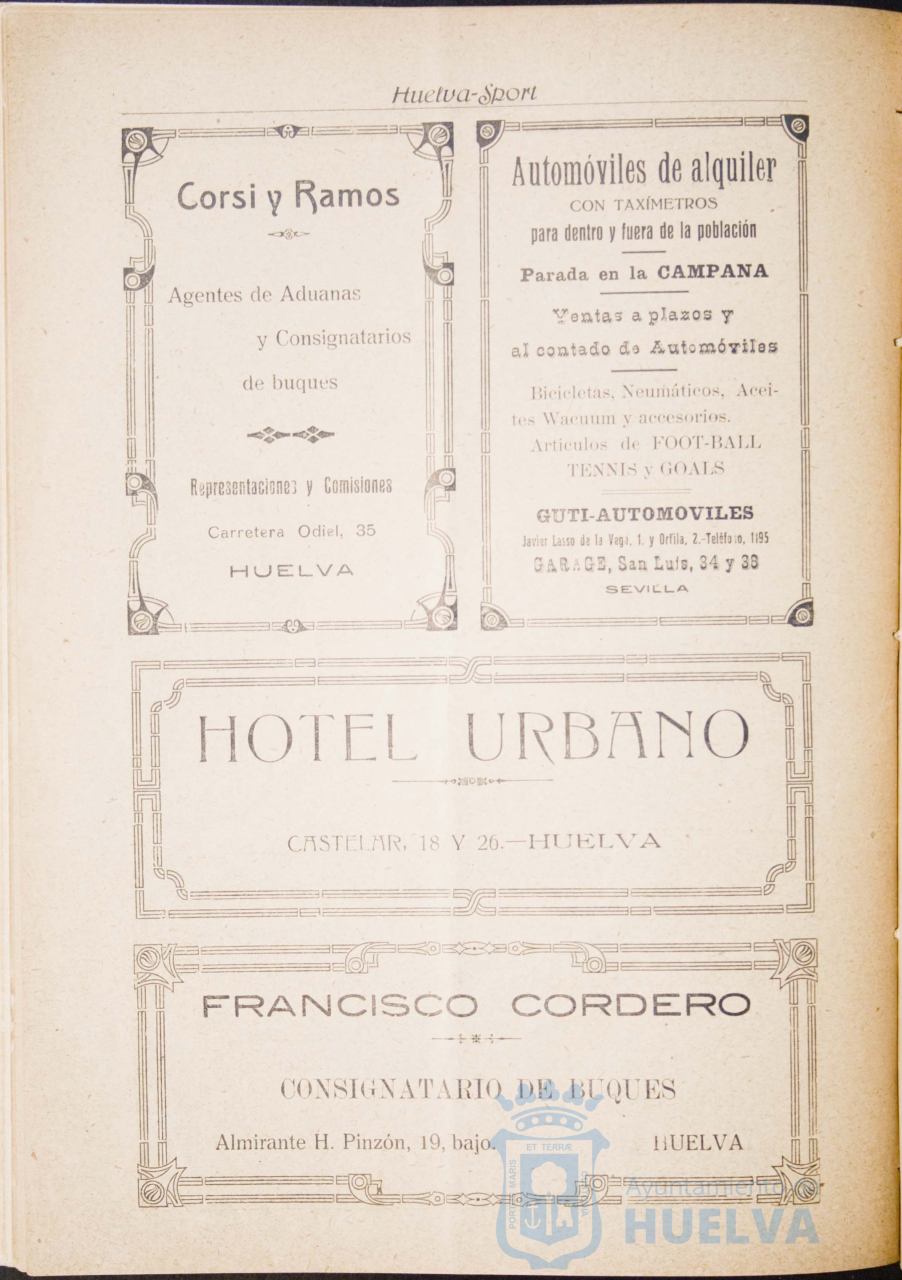 Huelva-Sport
Corsi y Ramos
Agentes de Aduanas
y Consignatarios
de buques
Representaciones y Comisiones
Carretera Odiel, 35
HUELVA
Automóviles de alquiler
CON TAXÍMETROS
para dentro y fuera de la población
Parada en la CAMPANA
Ventas a plazos y
al contado de Automóviles
Bicicletas, Neumáticos, Acei-
tes Wacuum y accesorios.
Artículos de FOOT-BALL
TENNIS y GOALS
GUTI-AUTOMOVILES
Javier Lasso de la Vega, 1. y Orfila, 2.-Teléfono, 1195
GARAGE, San Luis, 34 y 38
SEVILLA
HOTEL URBANO
CASTELAR, 18 Y 26.—HUELVA
FRANCISCO CORDERO
CONSIGNATARIO DE BUQUES
Almirante H. Pinzón, 19, bajo.
HUELVA
PORTUS MARIS
ET TERRÆ
CUSTODIA
Ayuntamiento de
HUELVA